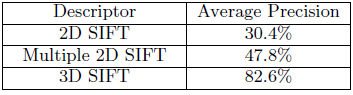 Descriptor Average Precision
2D SIFT 30.4%
Multiple 2D SIFT 47.8%
3D SIFT 82.6%